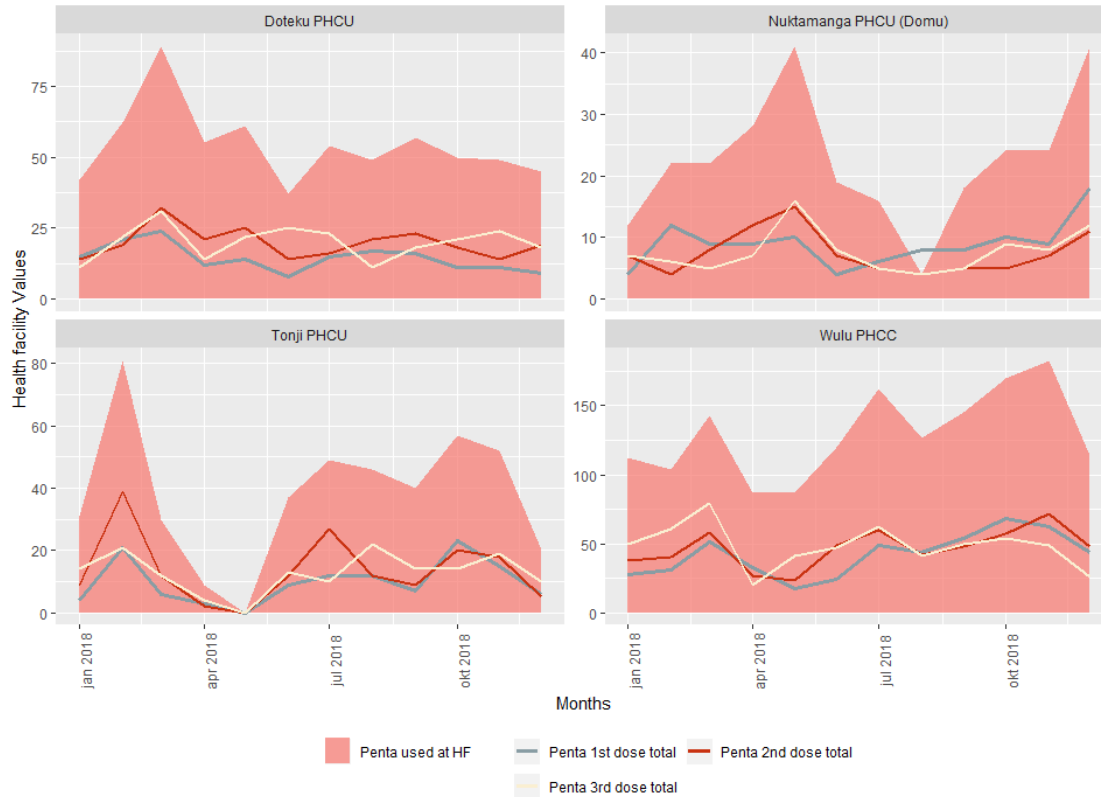 Doteku PHCU
Nuktamanga PHCU (Domu)
75
50
25
0
40
30
20
10
0
Tonji PHCU
Wulu PHCC
80
60
40
20
0
150
100
50
0
Health facility Values
jan 2018
apr 2018
jul 2018
okt 2018
jan 2018
apr 2018
jul 2018
okt 2018
Months
Penta used at HF
Penta 1st dose total
Penta 2nd dose total
Penta 3rd dose total